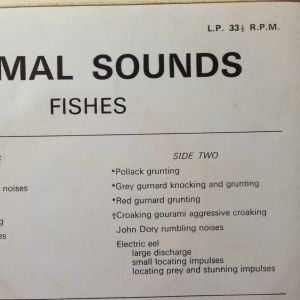 L.P. 33⅓ R.P.M.
MAL SOUNDS
FISHES
SIDE TWO
*Pollack grunting
noises
*Grey gurnard knocking and grunting
*Red gurnard grunting
†Croaking gourami aggressive croaking
John Dory rumbling noises
Electric eel
large discharge
small locating impulses
locating prey and stunning impulses